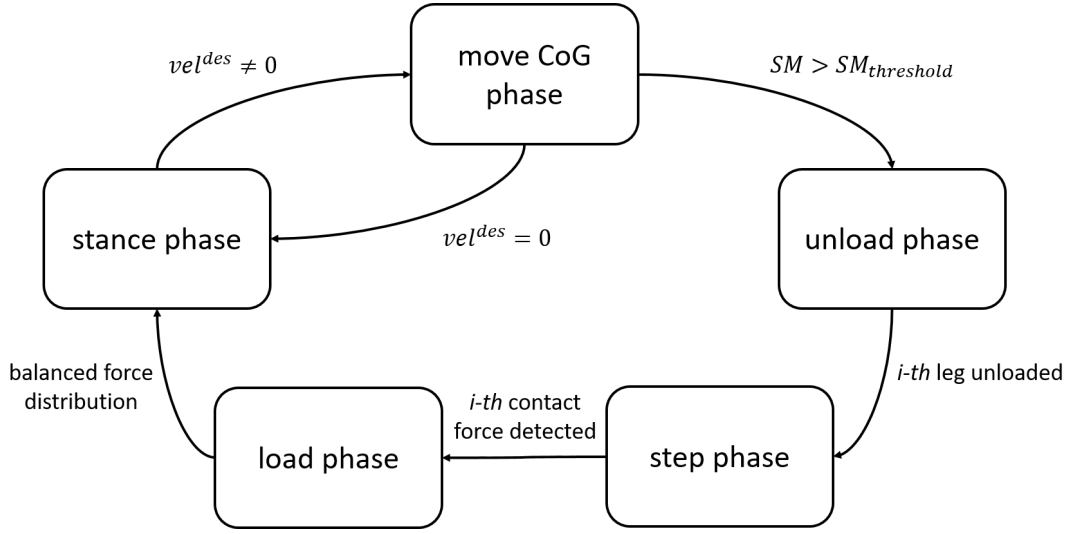 move CoG
phase
vel^des ≠ 0
SM > SM_threshold
stance phase
vel^des = 0
unload phase
balanced force
distribution
i-th leg unloaded
i-th contact
force detected
load phase
step phase